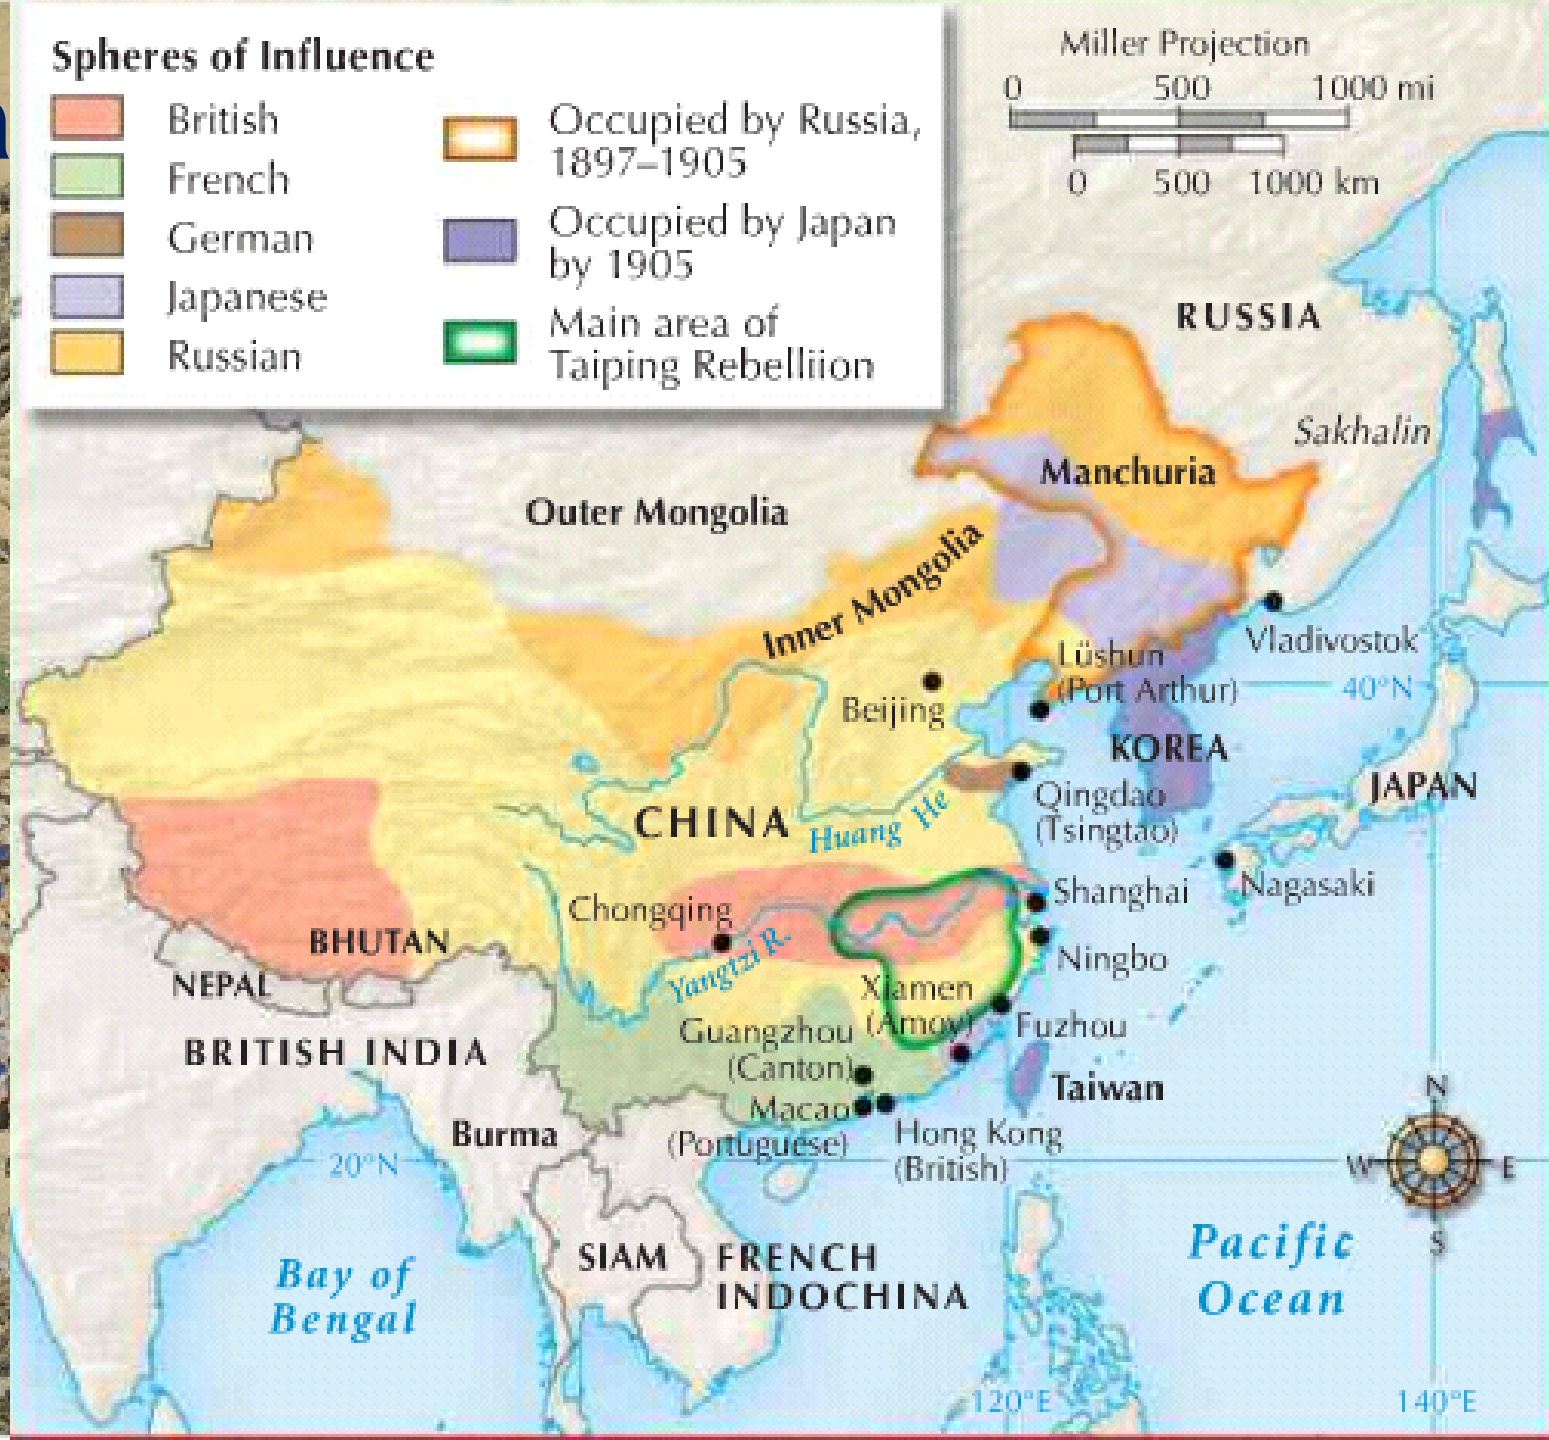 Spheres of Influence
British
French
German
Japanese
Russian
Occupied by Russia,
1897–1905
Occupied by Japan
by 1905
Main area of
Taiping Rebelliion
Miller Projection
0 500 1000 mi
0 500 1000 km
RUSSIA
Sakhalin
Manchuria
Outer Mongolia
Inner Mongolia
Vladivostok
Lüshun
(Port Arthur)
40°N
Beijing
KOREA
JAPAN
Qingdao
(Tsingtao)
CHINA
Huang He
Nagasaki
Shanghai
Chongqing
Yangtzi R.
Ningbo
BHUTAN
NEPAL
Xiamen
(Amoy)
Fuzhou
Guangzhou
(Canton)
BRITISH INDIA
Taiwan
Macao
(Portuguese)
Hong Kong
(British)
Burma
20°N
N
W
E
S
SIAM
FRENCH
INDOCHINA
Bay of
Bengal
Pacific
Ocean
120°E
140°E